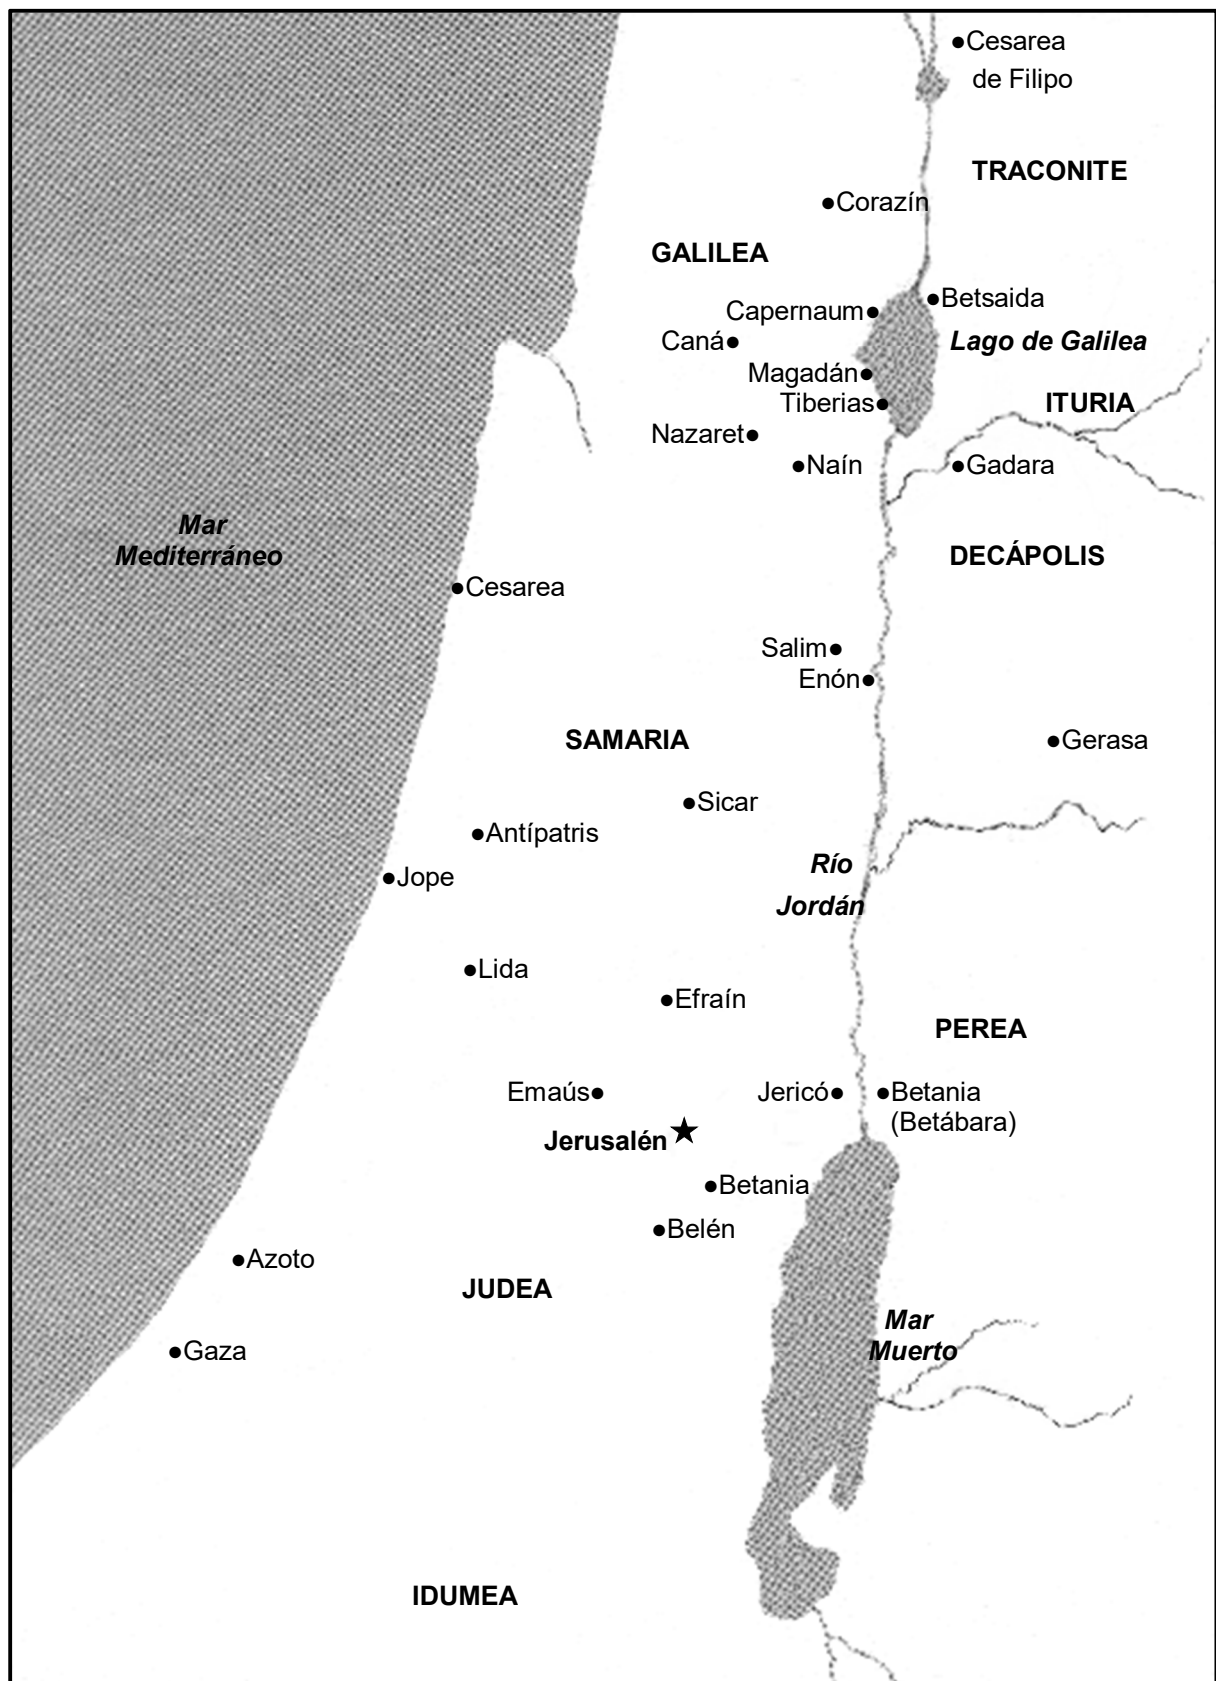 Cesarea
de Filipo
TRACONITE
Corazín
GALILEA
Betsaida
Capernaum
Caná
Lago de Galilea
Magadán
Tiberias
ITURIA
Nazaret
Naín
Gadara
Mar
Mediterráneo
DECÁPOLIS
Cesarea
Salim
Enón
SAMARIA
Gerasa
Sicar
Antípatris
Jope
Río
Jordán
Lida
Efraín
PEREA
Emaús
Jericó
Betania
(Betábara)
Jerusalén
Betania
Belén
Azoto
JUDEA
Mar
Muerto
Gaza
IDUMEA